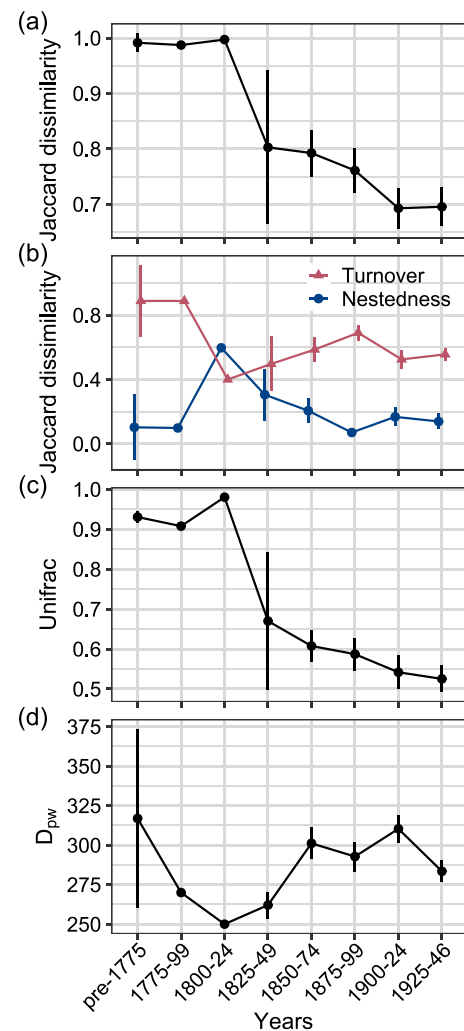 (a)
Jaccard dissimilarity
1.0
0.9
0.8
0.7
(b)
Jaccard dissimilarity
0.8
0.4
0.0
Turnover
Nestedness
(c)
Unifrac
1.0
0.9
0.8
0.7
0.6
0.5
(d)
Dpw
375
350
325
300
275
250
pre-1775
1775-99
1800-24
1825-49
1850-74
1875-99
1900-24
1925-46
Years